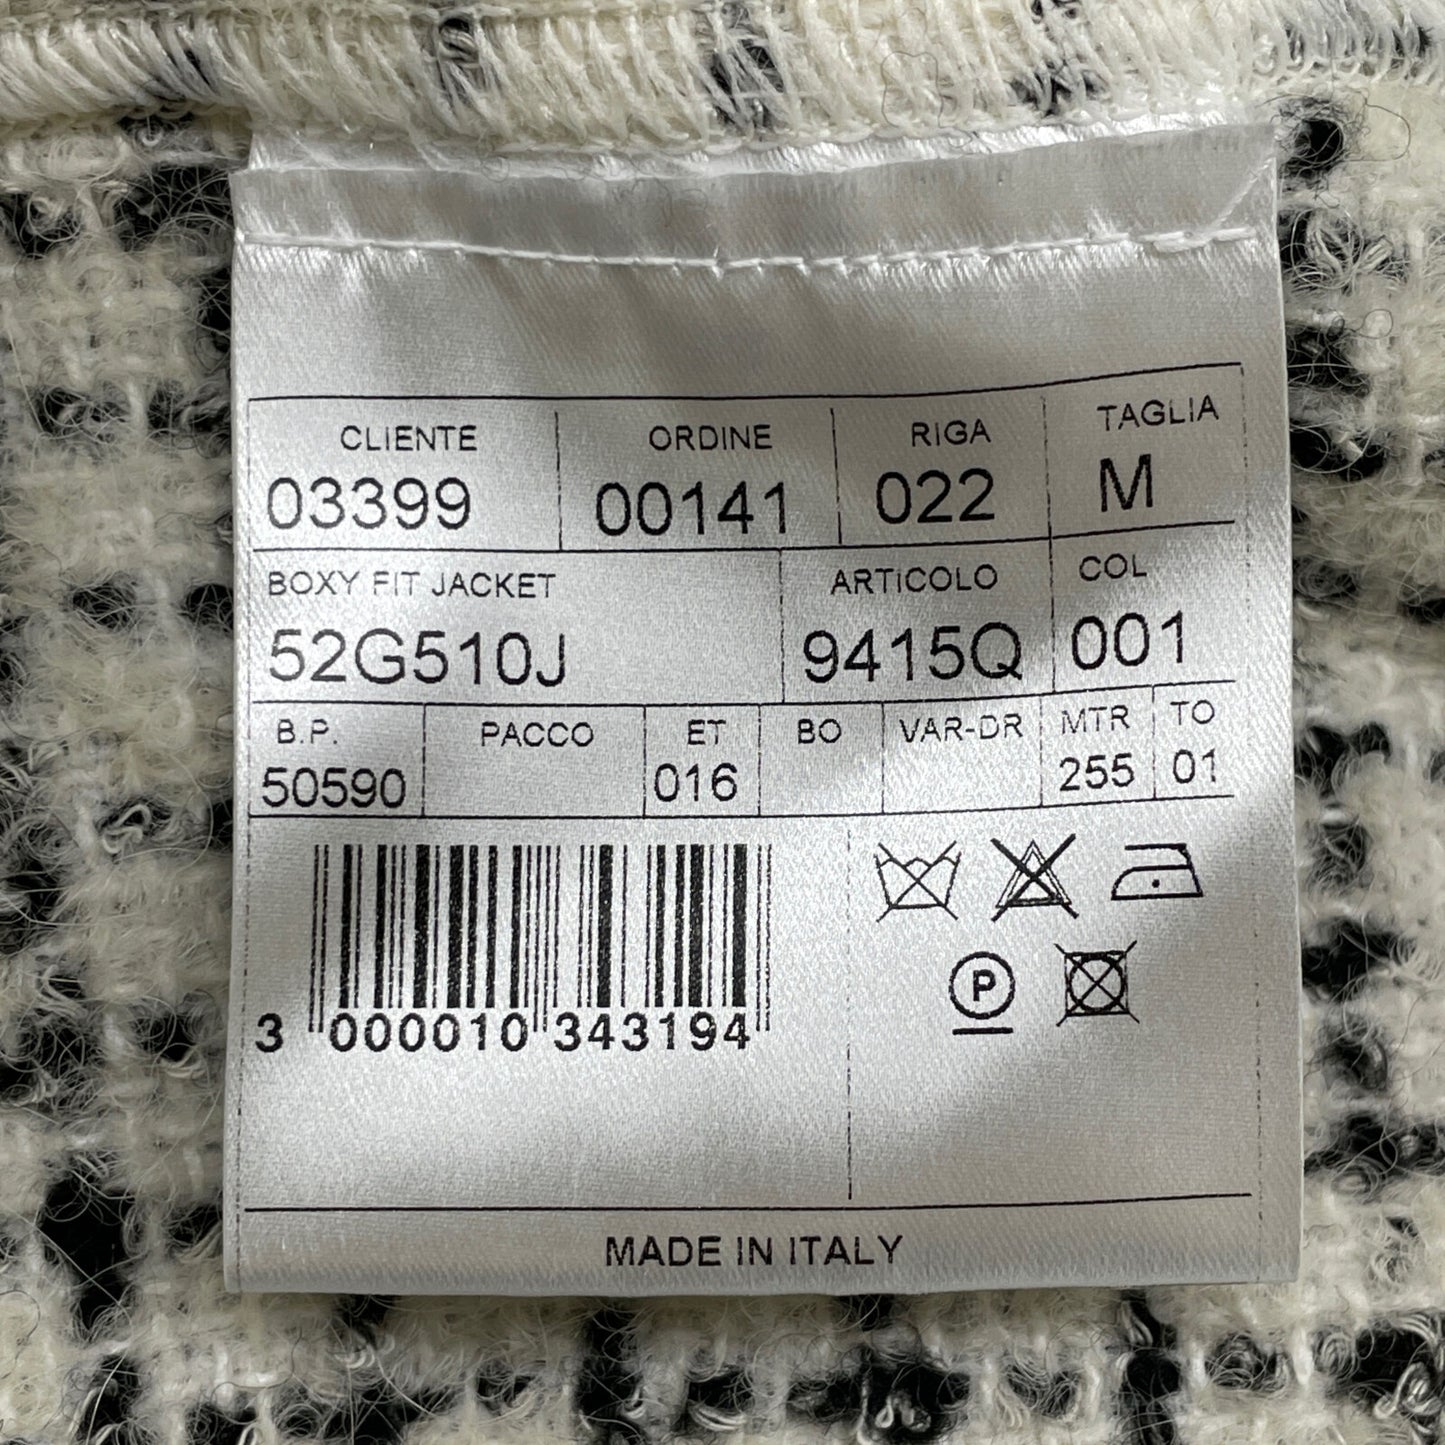 CLIENTE ORDINE RIGA TAGLIA
03399 00141 022 M
BOXY FIT JACKET ARTICOLO COL
52G510J 9415Q 001
B.P. PACCO ET BO VAR-DR MTR TO
50590 016 255 01
3 000010 343194
P
MADE IN ITALY